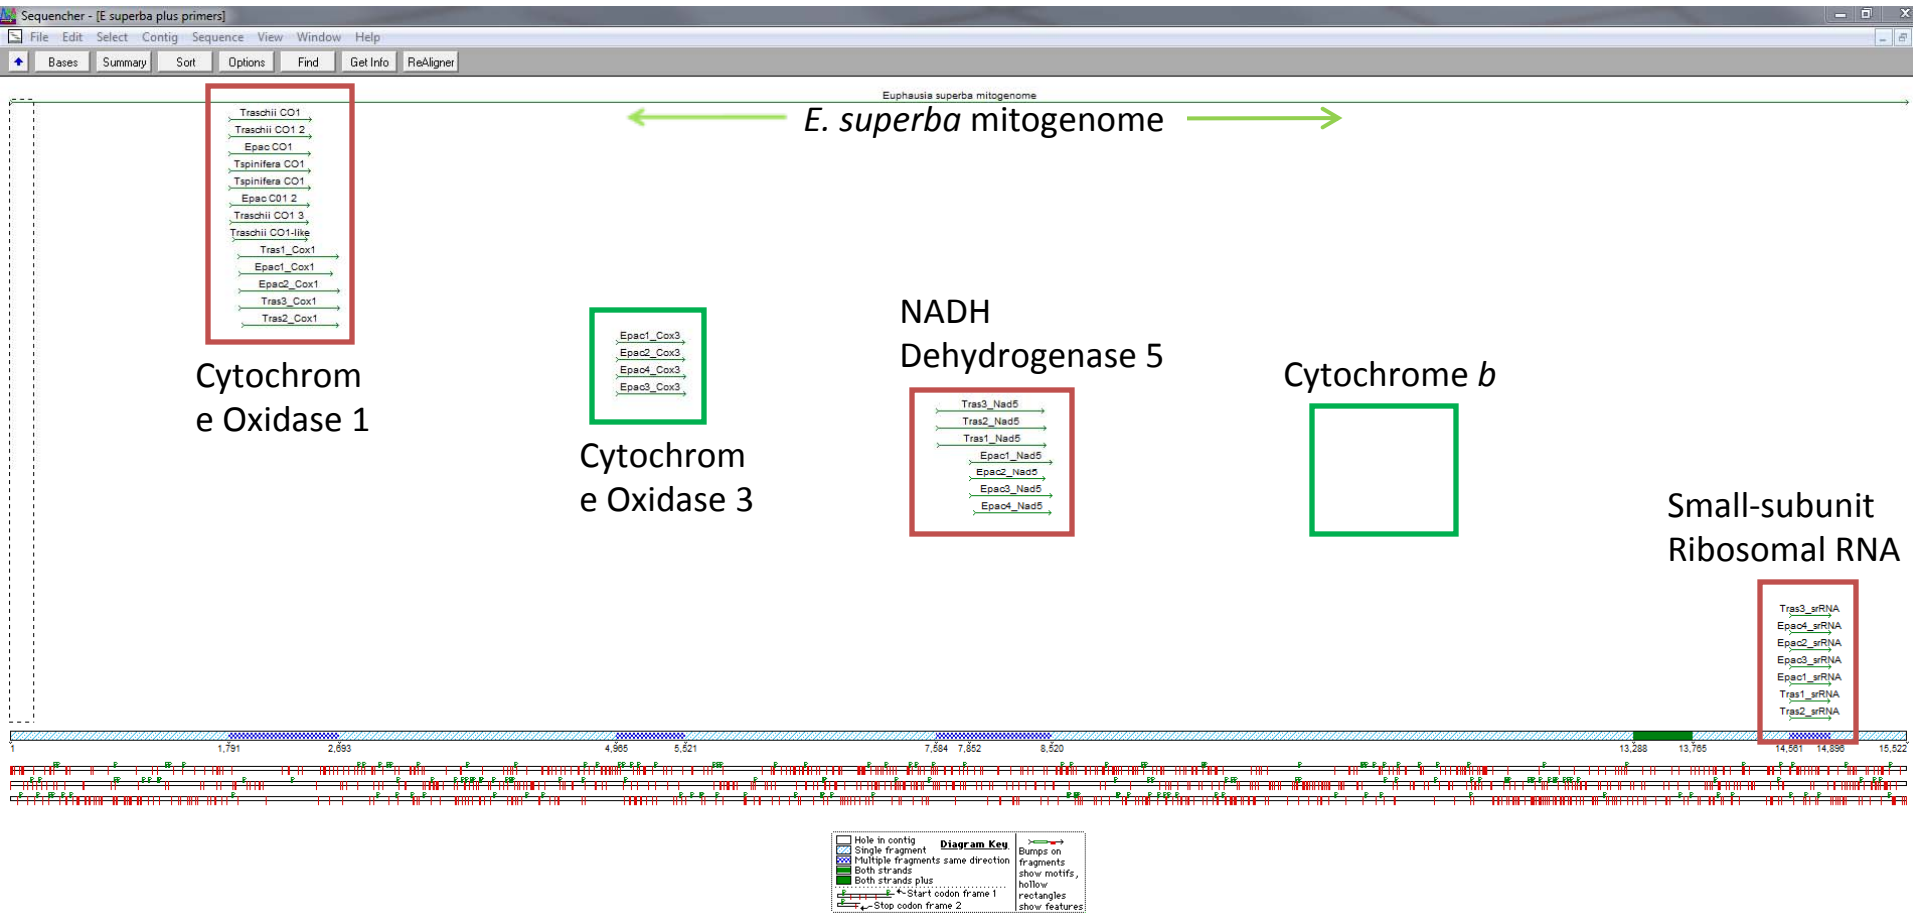 Sequencher - [E superba plus primers]
File Edit Select Contig Sequence View Window Help
Bases Summary Sort Options Find Get Info ReAligner
Euphausia superba mitogenome
E. superba mitogenome
Traschii CO1
Traschii CO1 2
Epac CO1
Tspinifera CO1
Tspinifera CO1
Epac C01 2
Traschii CO1 3
Traschii CO1-like
Tras1_Cox1
Epac1_Cox1
Epac2_Cox1
Tras3_Cox1
Tras2_Cox1
Cytochrom
e Oxidase 1
Epac1_Cox3
Epac2_Cox3
Epac4_Cox3
Epac3_Cox3
Cytochrom
e Oxidase 3
NADH
Dehydrogenase 5
Tras3_Nad5
Tras2_Nad5
Tras1_Nad5
Epac1_Nad5
Epac2_Nad5
Epac3_Nad5
Epac4_Nad5
Cytochrome b
Small-subunit
Ribosomal RNA
Tras3_srRNA
Epac4_srRNA
Epac2_srRNA
Epac3_srRNA
Epac1_srRNA
Tras1_srRNA
Tras2_srRNA
1 1,791 2,693 4,965 5,521 7,584 7,852 8,520 13,288 13,765 14,561 14,896 15,522
Diagram Key
Hole in contig
Single fragment
Multiple fragments same direction
Both strands
Both strands plus
Start codon frame 1
Stop codon frame 2
Bumps on
fragments
show motifs,
hollow
rectangles
show features